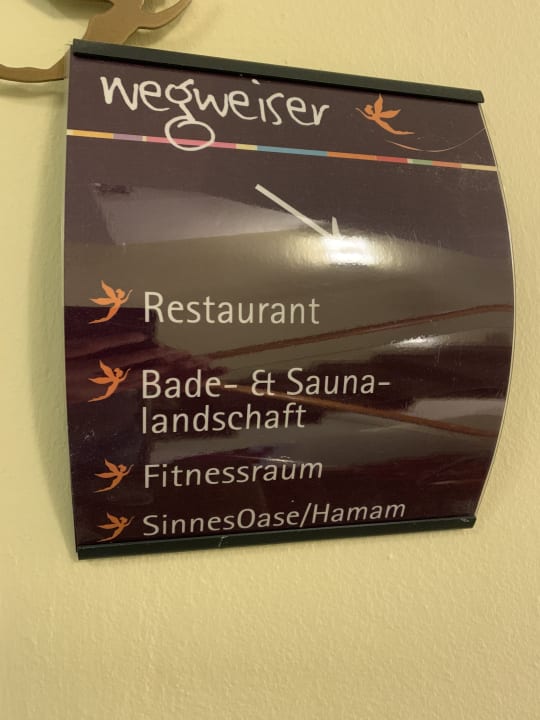 wegweiser
Restaurant
Bade- & Sauna-
landschaft
Fitnessraum
SinnesOase/Hamam